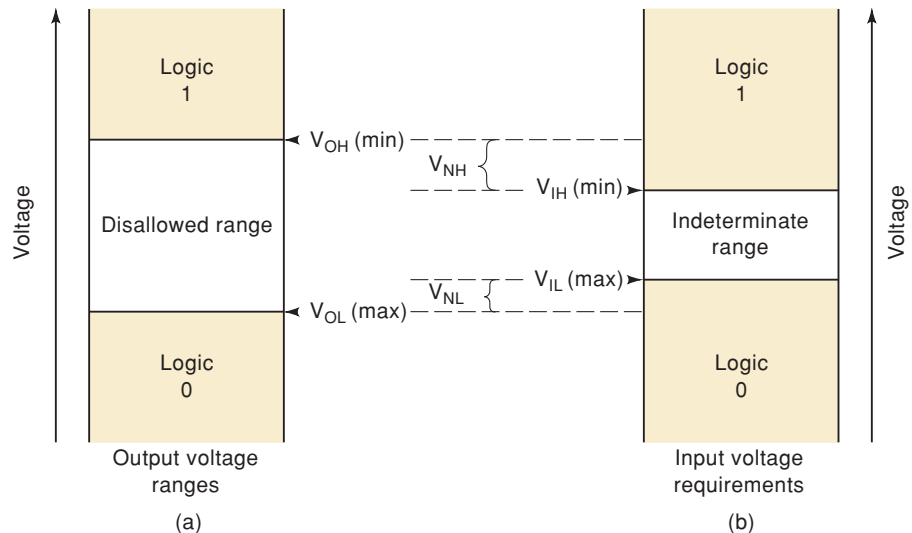 Voltage
Logic
1
Disallowed range
Logic
0
Output voltage
ranges
(a)
V_OH (min)
V_NH
V_IH (min)
V_IL (max)
V_NL
V_OL (max)
Logic
1
Indeterminate
range
Logic
0
Input voltage
requirements
(b)
Voltage